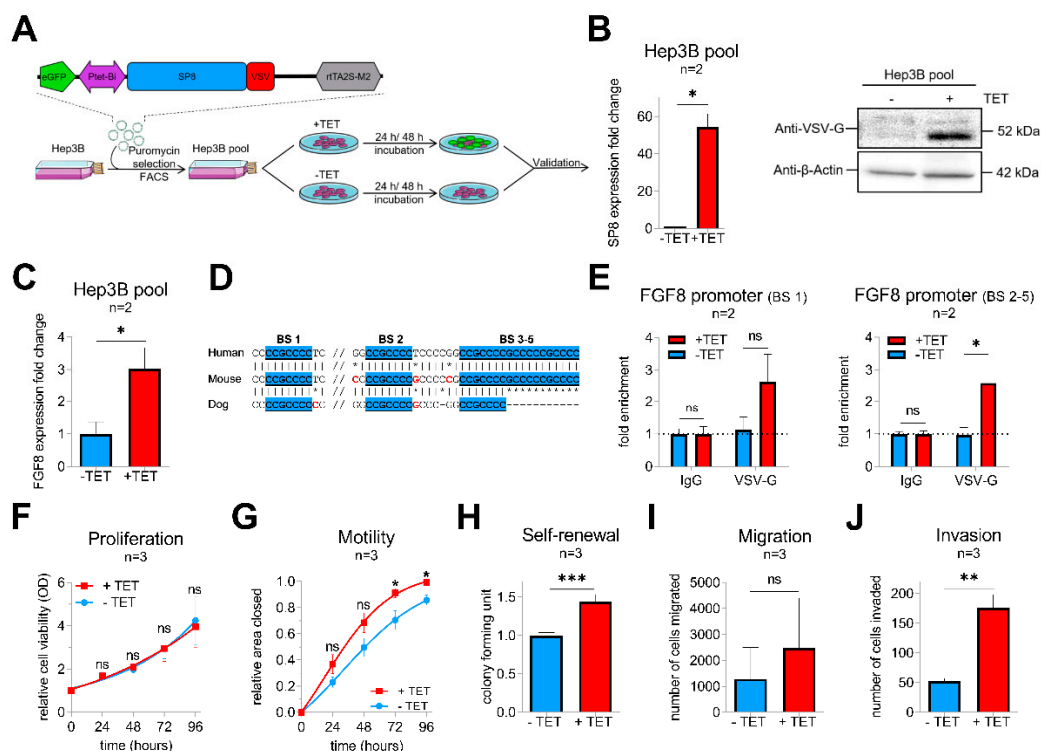 A
eGFP Ptet-Bi SP8 VSV rtTA2S-M2
Hep3B
Puromycin
selection
FACS
Hep3B pool
+TET
24 h/ 48 h
incubation
-TET
24 h/ 48 h
incubation
Validation
B
Hep3B pool
n=2
SP8 expression fold change
60
40
20
0
*
-TET +TET
Hep3B pool
- + TET
Anti-VSV-G
52 kDa
Anti-β-Actin
42 kDa
C
Hep3B pool
n=2
FGF8 expression fold change
4
3
2
1
0
*
-TET +TET
D
BS 1 BS 2 BS 3-5
Human CCCCGCCCCTC // GGCCGCCCCTCCCCGGCCGCCCCGCCCCCGCCCC
Mouse CCCCGCCCCTC // CCCCGCCCCGCCCCCGCCGCCCCGCCCCCGCCCC
Dog CCCCGCCCCCC // GGCCGCCCCGCCC-GGCCGCCCC-----------
E
FGF8 promoter (BS 1)
n=2
fold enrichment
4
3
2
1
0
+TET
-TET
ns
ns
IgG VSV-G
FGF8 promoter (BS 2-5)
n=2
fold enrichment
4
3
2
1
0
+TET
-TET
ns
*
IgG VSV-G
F
Proliferation
n=3
relative cell viability (OD)
6
4
2
0
+ TET
- TET
ns ns ns ns
0 24 48 72 96
time (hours)
G
Motility
n=3
relative area closed
1.0
0.8
0.6
0.4
0.2
0.0
ns ns * *
+ TET
- TET
0 24 48 72 96
time (hours)
H
Self-renewal
n=3
colony forming unit
1.5
1.0
0.5
0.0
***
- TET + TET
I
Migration
n=3
number of cells migrated
5000
4000
3000
2000
1000
0
ns
- TET + TET
J
Invasion
n=3
number of cells invaded
200
150
100
50
0
**
- TET + TET